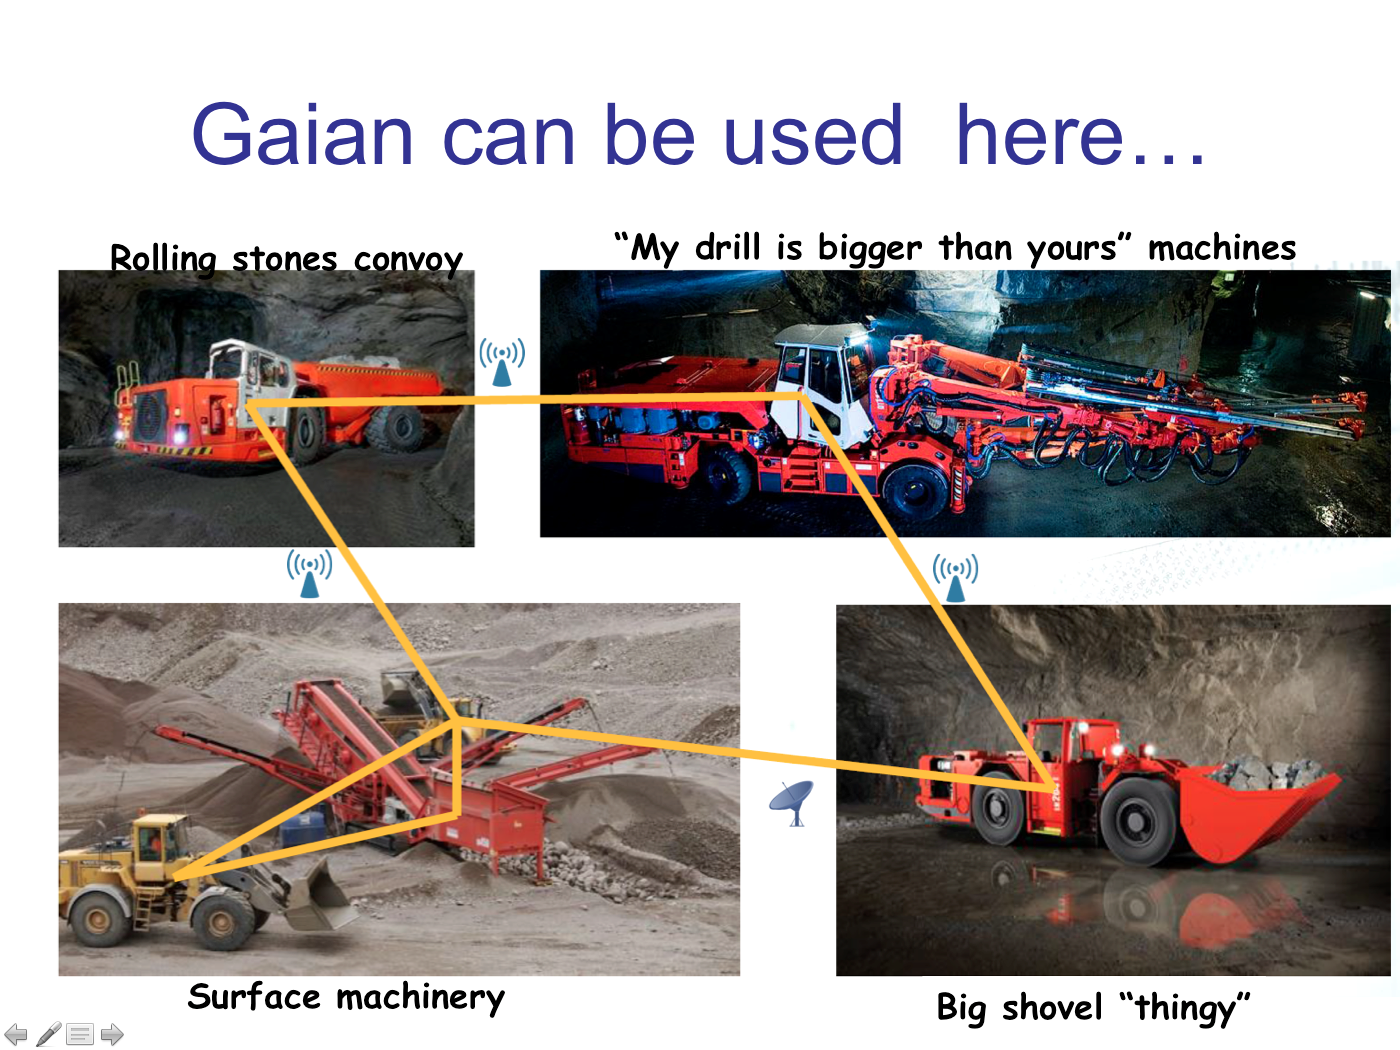 Gaian can be used  here…
Rolling stones convoy
“My drill is bigger than yours” machines
Surface machinery
Big shovel “thingy”